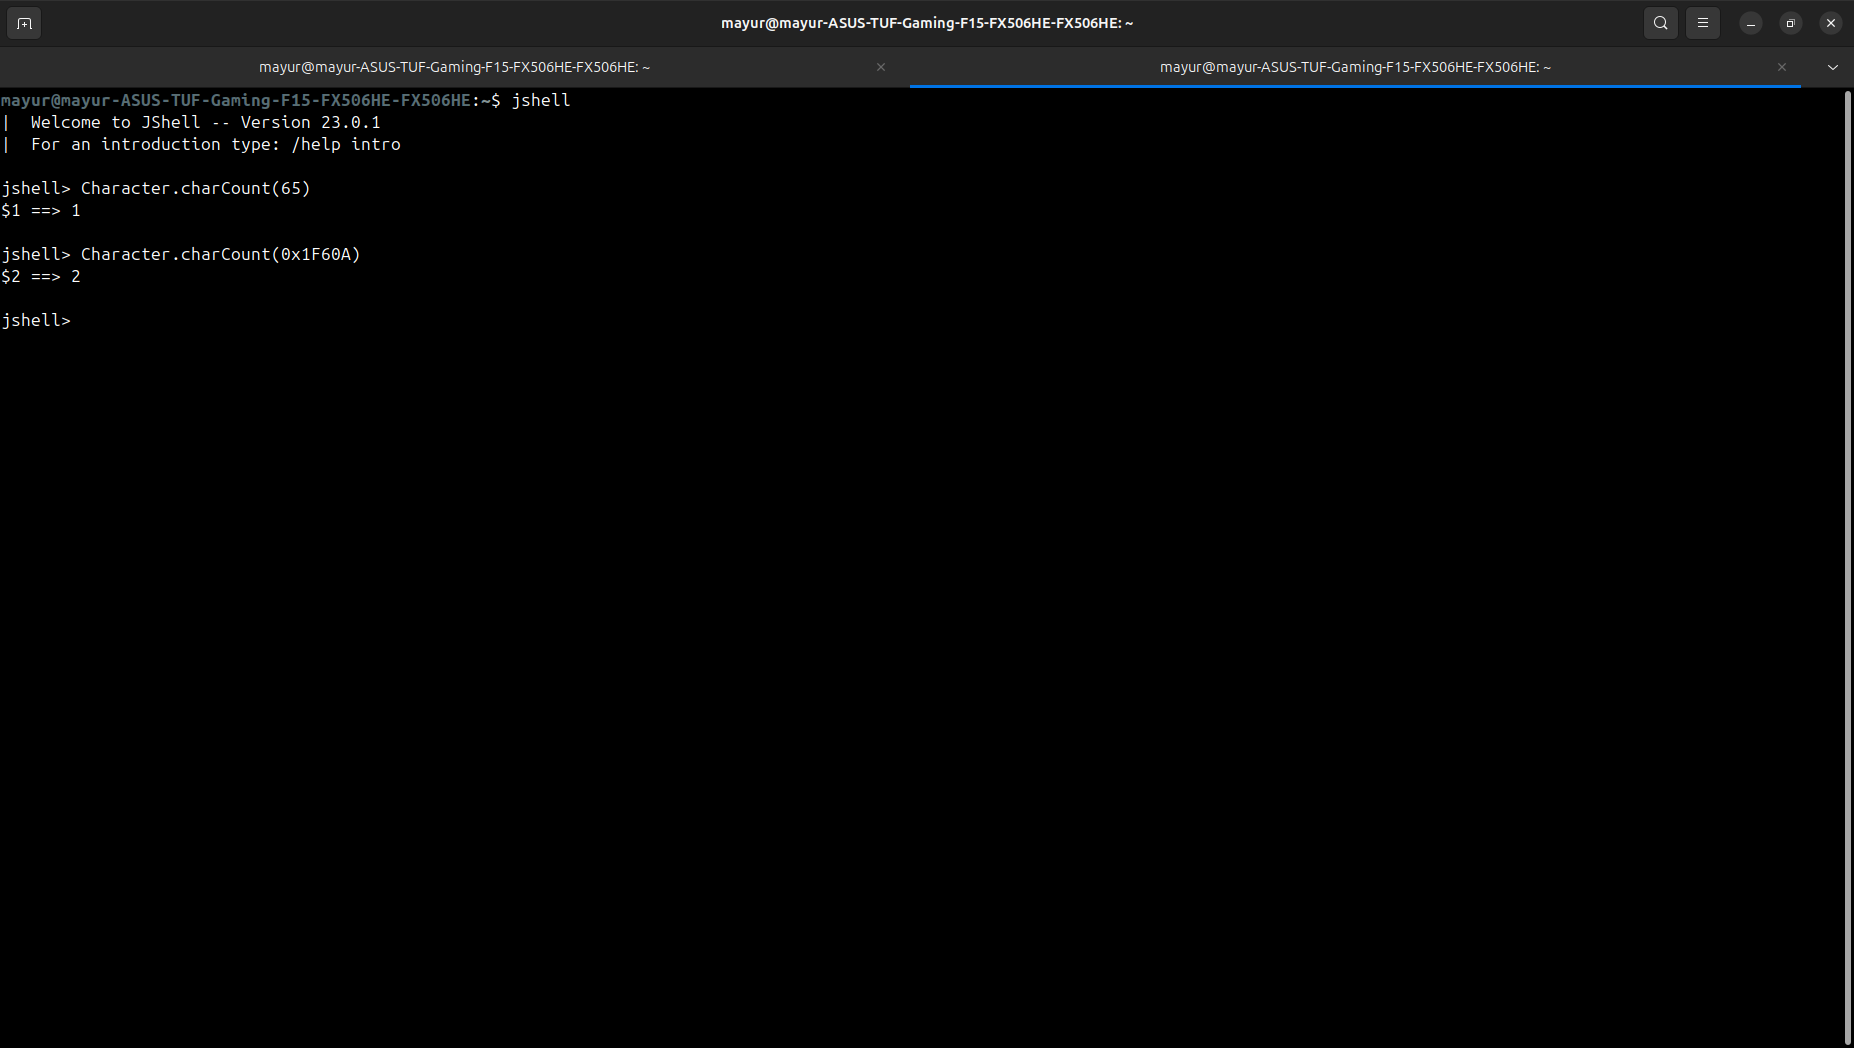 mayur@mayur-ASUS-TUF-Gaming-F15-FX506HE-FX506HE: ~
mayur@mayur-ASUS-TUF-Gaming-F15-FX506HE-FX506HE: ~
mayur@mayur-ASUS-TUF-Gaming-F15-FX506HE-FX506HE: ~
mayur@mayur-ASUS-TUF-Gaming-F15-FX506HE-FX506HE:~$ jshell
|  Welcome to JShell -- Version 23.0.1
|  For an introduction type: /help intro
jshell> Character.charCount(65)
$1 ==> 1
jshell> Character.charCount(0x1F60A)
$2 ==> 2
jshell>